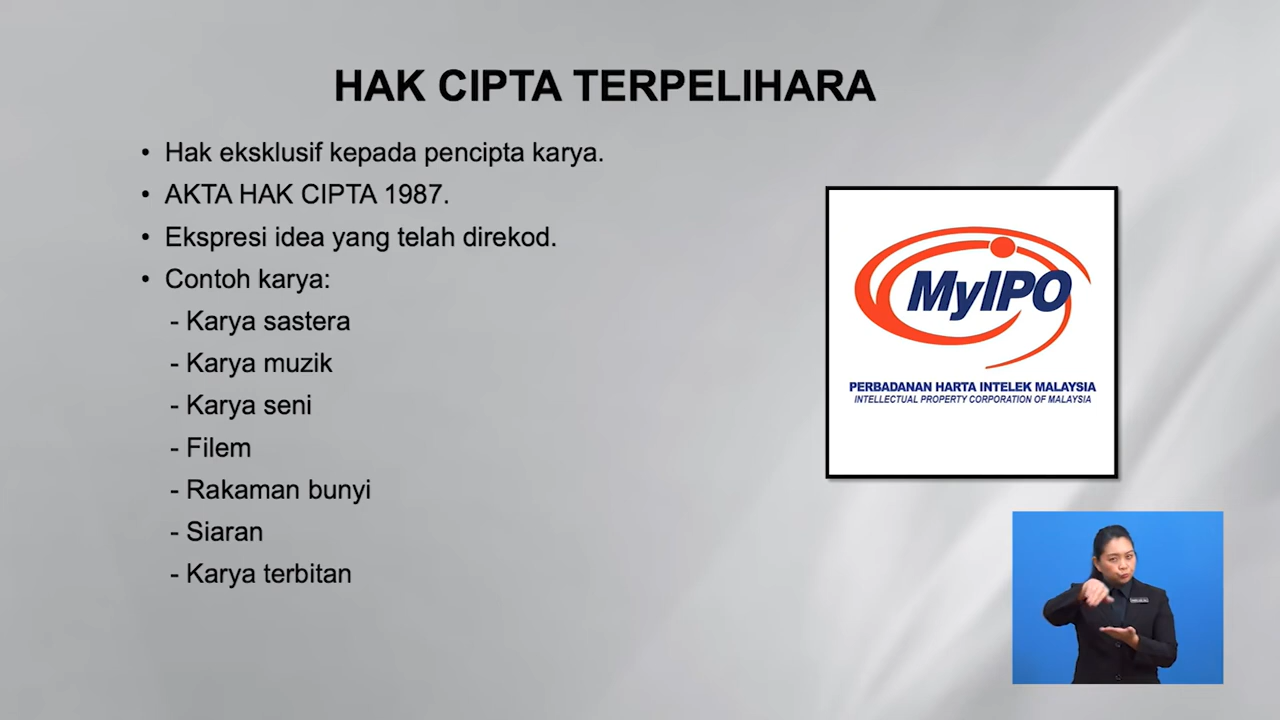 HAK CIPTA TERPELIHARA
• Hak eksklusif kepada pencipta karya.
• AKTA HAK CIPTA 1987.
• Ekspresi idea yang telah direkod.
• Contoh karya:
- Karya sastera
- Karya muzik
- Karya seni
- Filem
- Rakaman bunyi
- Siaran
- Karya terbitan
MyIPO
PERBADANAN HARTA INTELEK MALAYSIA
INTELLECTUAL PROPERTY CORPORATION OF MALAYSIA